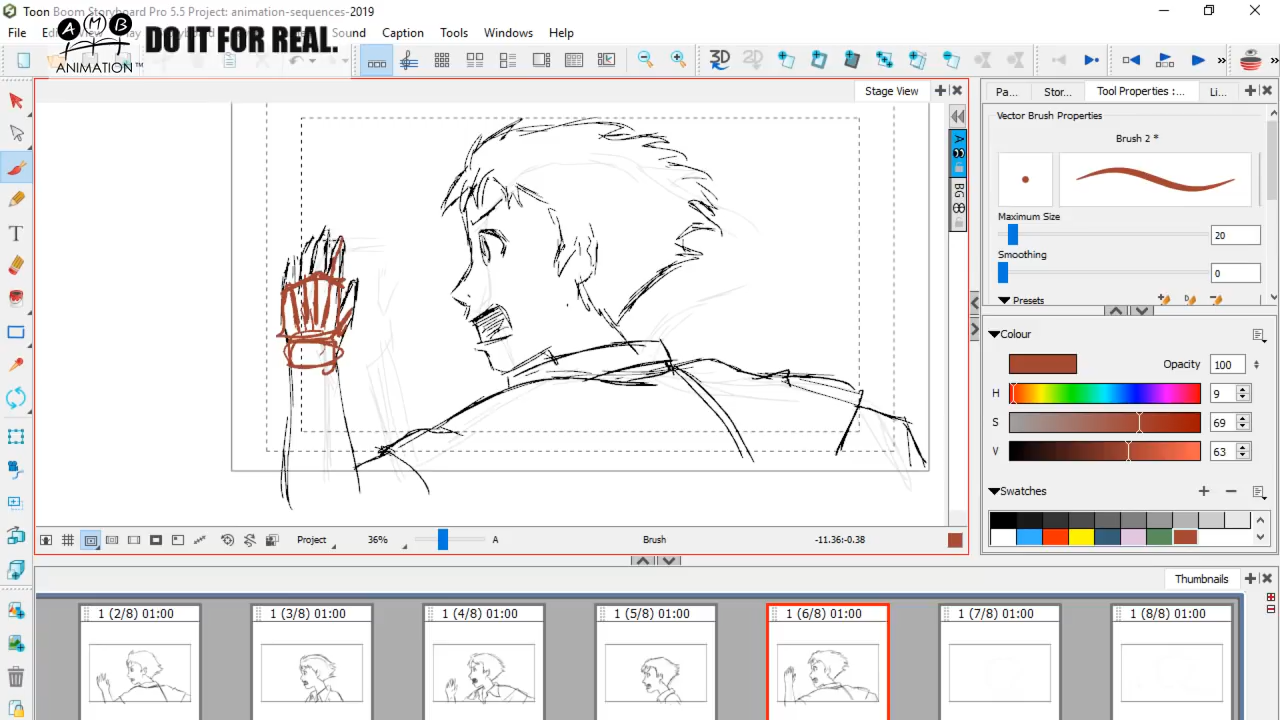 Toon Boom Storyboard Pro 5.5 Project: animation-sequences-2019
File
Sound Caption Tools Windows Help
AMB
ANIMATION™
DO IT FOR REAL.
3D
2D
Stage View
Pa... Stor... Tool Properties :... Li...
Vector Brush Properties
Brush 2 *
Maximum Size
20
Smoothing
0
Presets
A
BG
T
Colour
Opacity 100
H 9
S 69
V 63
Swatches
Project 36% A Brush -11.36:-0.38
Thumbnails
1 (2/8) 01:00
1 (3/8) 01:00
1 (4/8) 01:00
1 (5/8) 01:00
1 (6/8) 01:00
1 (7/8) 01:00
1 (8/8) 01:00